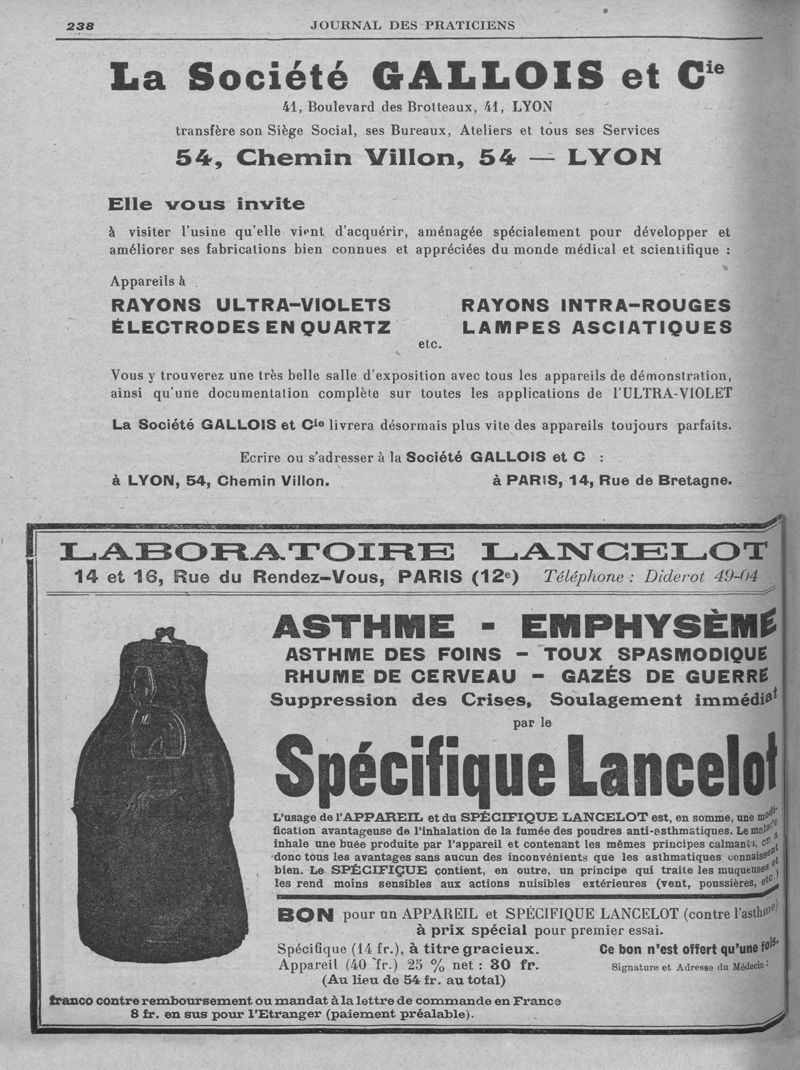 238
JOURNAL DES PRATICIENS
La Société GALLOIS et Cie
41, Boulevard des Brotteaux, 41, LYON
transfère son Siège Social, ses Bureaux, Ateliers et tous ses Services
54, Chemin Villon, 54 — LYON
Elle vous invite
à visiter l'usine qu'elle vient d'acquérir, aménagée spécialement pour développer et
améliorer ses fabrications bien connues et appréciées du monde médical et scientifique :
Appareils à
RAYONS ULTRA-VIOLETS RAYONS INTRA-ROUGES
ÉLECTRODES EN QUARTZ LAMPES ASCIATIQUES
etc.
Vous y trouverez une très belle salle d'exposition avec tous les appareils de démonstration,
ainsi qu'une documentation complète sur toutes les applications de l'ULTRA-VIOLET
La Société GALLOIS et Cie livrera désormais plus vite des appareils toujours parfaits.
Ecrire ou s'adresser à la Société GALLOIS et C :
à LYON, 54, Chemin Villon. à PARIS, 14, Rue de Bretagne.
LABORATOIRE LANCELOT
14 et 16, Rue du Rendez-Vous, PARIS (12e) Téléphone : Diderot 49-04
ASTHME - EMPHYSÈME
ASTHME DES FOINS - TOUX SPASMODIQUE
RHUME DE CERVEAU - GAZÉS DE GUERRE
Suppression des Crises, Soulagement immédiat
par le
Spécifique Lancelot
L'usage de l'APPAREIL et du SPÉCIFIQUE LANCELOT est, en somme, une modi-
fication avantageuse de l'inhalation de la fumée des poudres anti-asthmatiques. Le malade
inhale une buée produite par l'appareil et contenant les mêmes principes calmants, en a
donc tous les avantages sans aucun des inconvénients que les asthmatiques connaissent
bien. Le SPÉCIFIQUE contient, en outre, un principe qui traite les muqueuses et
les rend moins sensibles aux actions nuisibles extérieures (vent, poussières, etc.)
BON pour un APPAREIL et SPÉCIFIQUE LANCELOT (contre l'asthme)
à prix spécial pour premier essai.
Spécifique (14 fr.), à titre gracieux. Ce bon n'est offert qu'une fois.
Appareil (40 fr.) 25 % net : 30 fr. Signature et Adresse du Médecin :
(Au lieu de 54 fr. au total)
franco contre remboursement ou mandat à la lettre de commande en France
8 fr. en sus pour l'Etranger (paiement préalable).